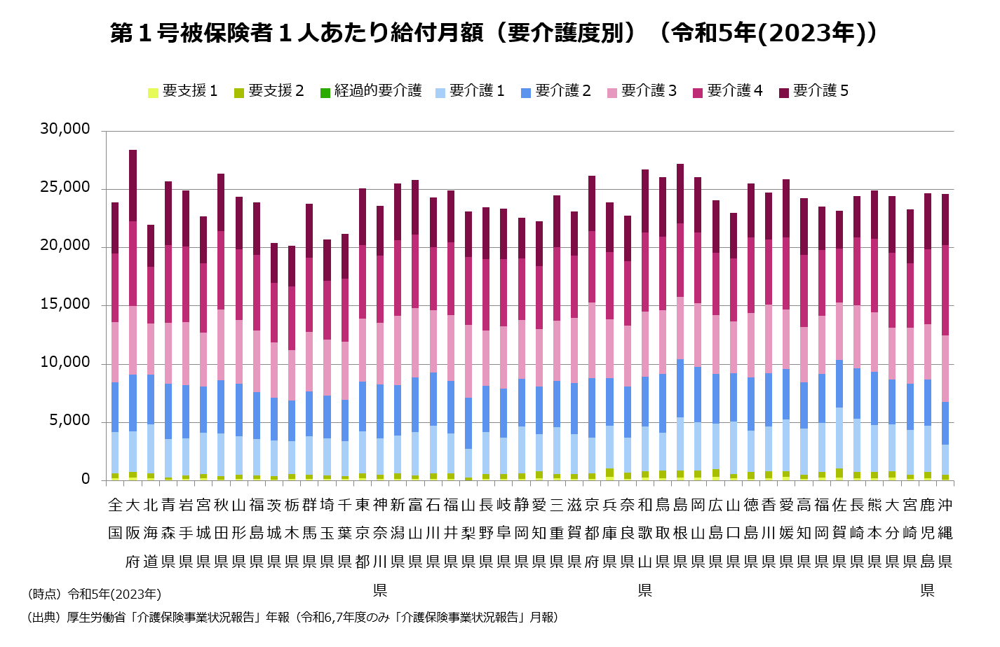 第１号被保険者１人あたり給付月額（要介護度別）（令和5年(2023年)）
要支援１ 要支援２ 経過的要介護 要介護１ 要介護２ 要介護３ 要介護４ 要介護５
30,000
25,000
20,000
15,000
10,000
5,000
0
全国
大阪府
北海道
青森県
岩手県
宮城県
秋田県
山形県
福島県
茨城県
栃木県
群馬県
埼玉県
千葉県
東京都
神奈川県
新潟県
富山県
石川県
福井県
山梨県
長野県
岐阜県
静岡県
愛知県
三重県
滋賀県
京都府
兵庫県
奈良県
和歌山県
鳥取県
島根県
岡山県
広島県
山口県
徳島県
香川県
愛媛県
高知県
福岡県
佐賀県
長崎県
熊本県
大分県
宮崎県
鹿児島県
沖縄県
（時点）令和5年(2023年)
（出典）厚生労働省「介護保険事業状況報告」年報（令和6,7年度のみ「介護保険事業状況報告」月報）